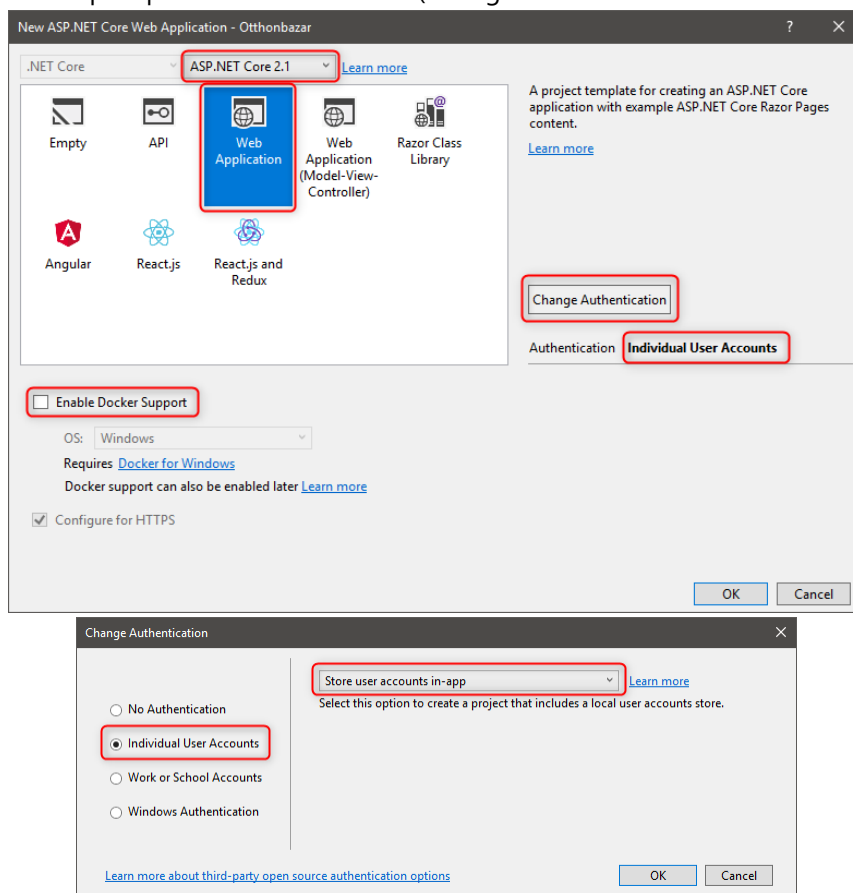 New ASP.NET Core Web Application - Otthonbazar ? ×
.NET Core ASP.NET Core 2.1 Learn more
A project template for creating an ASP.NET Core
application with example ASP.NET Core Razor Pages
content.
Learn more
Empty
API
Web
Application
Web
Application
(Model-View-
Controller)
Razor Class
Library
Angular
React.js
React.js and
Redux
Change Authentication
Authentication Individual User Accounts
Enable Docker Support
OS: Windows
Requires Docker for Windows
Docker support can also be enabled later Learn more
Configure for HTTPS
OK Cancel
Change Authentication ×
Store user accounts in-app Learn more
Select this option to create a project that includes a local user accounts store.
No Authentication
Individual User Accounts
Work or School Accounts
Windows Authentication
Learn more about third-party open source authentication options
OK Cancel